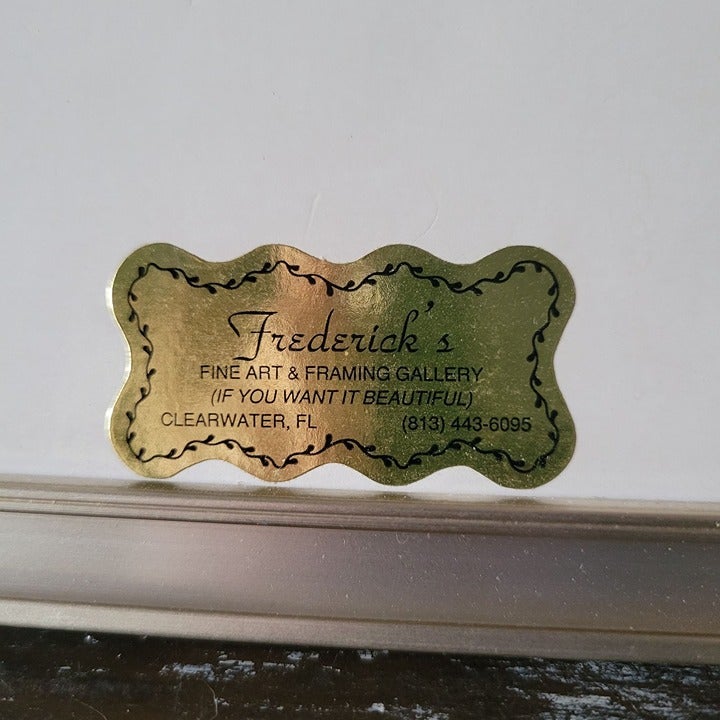 Frederick's
FINE ART & FRAMING GALLERY
(IF YOU WANT IT BEAUTIFUL)
CLEARWATER, FL (813) 443-6095